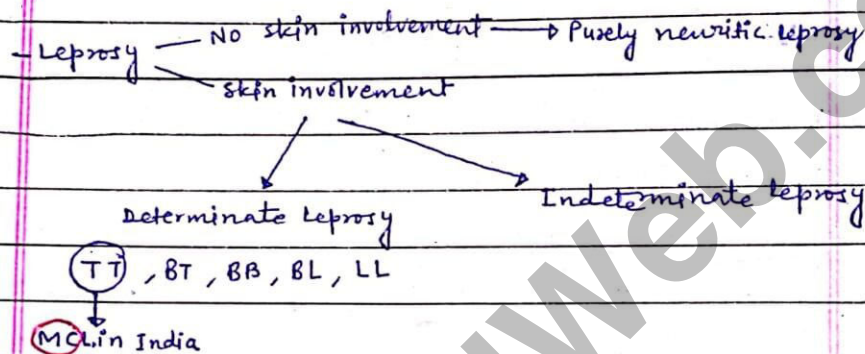 No skin involvement → Purely neuritic leprosy
- Leprosy
skin involvement
Determinate Leprosy
Indeterminate leprosy
TT, BT, BB, BL, LL
MC in India